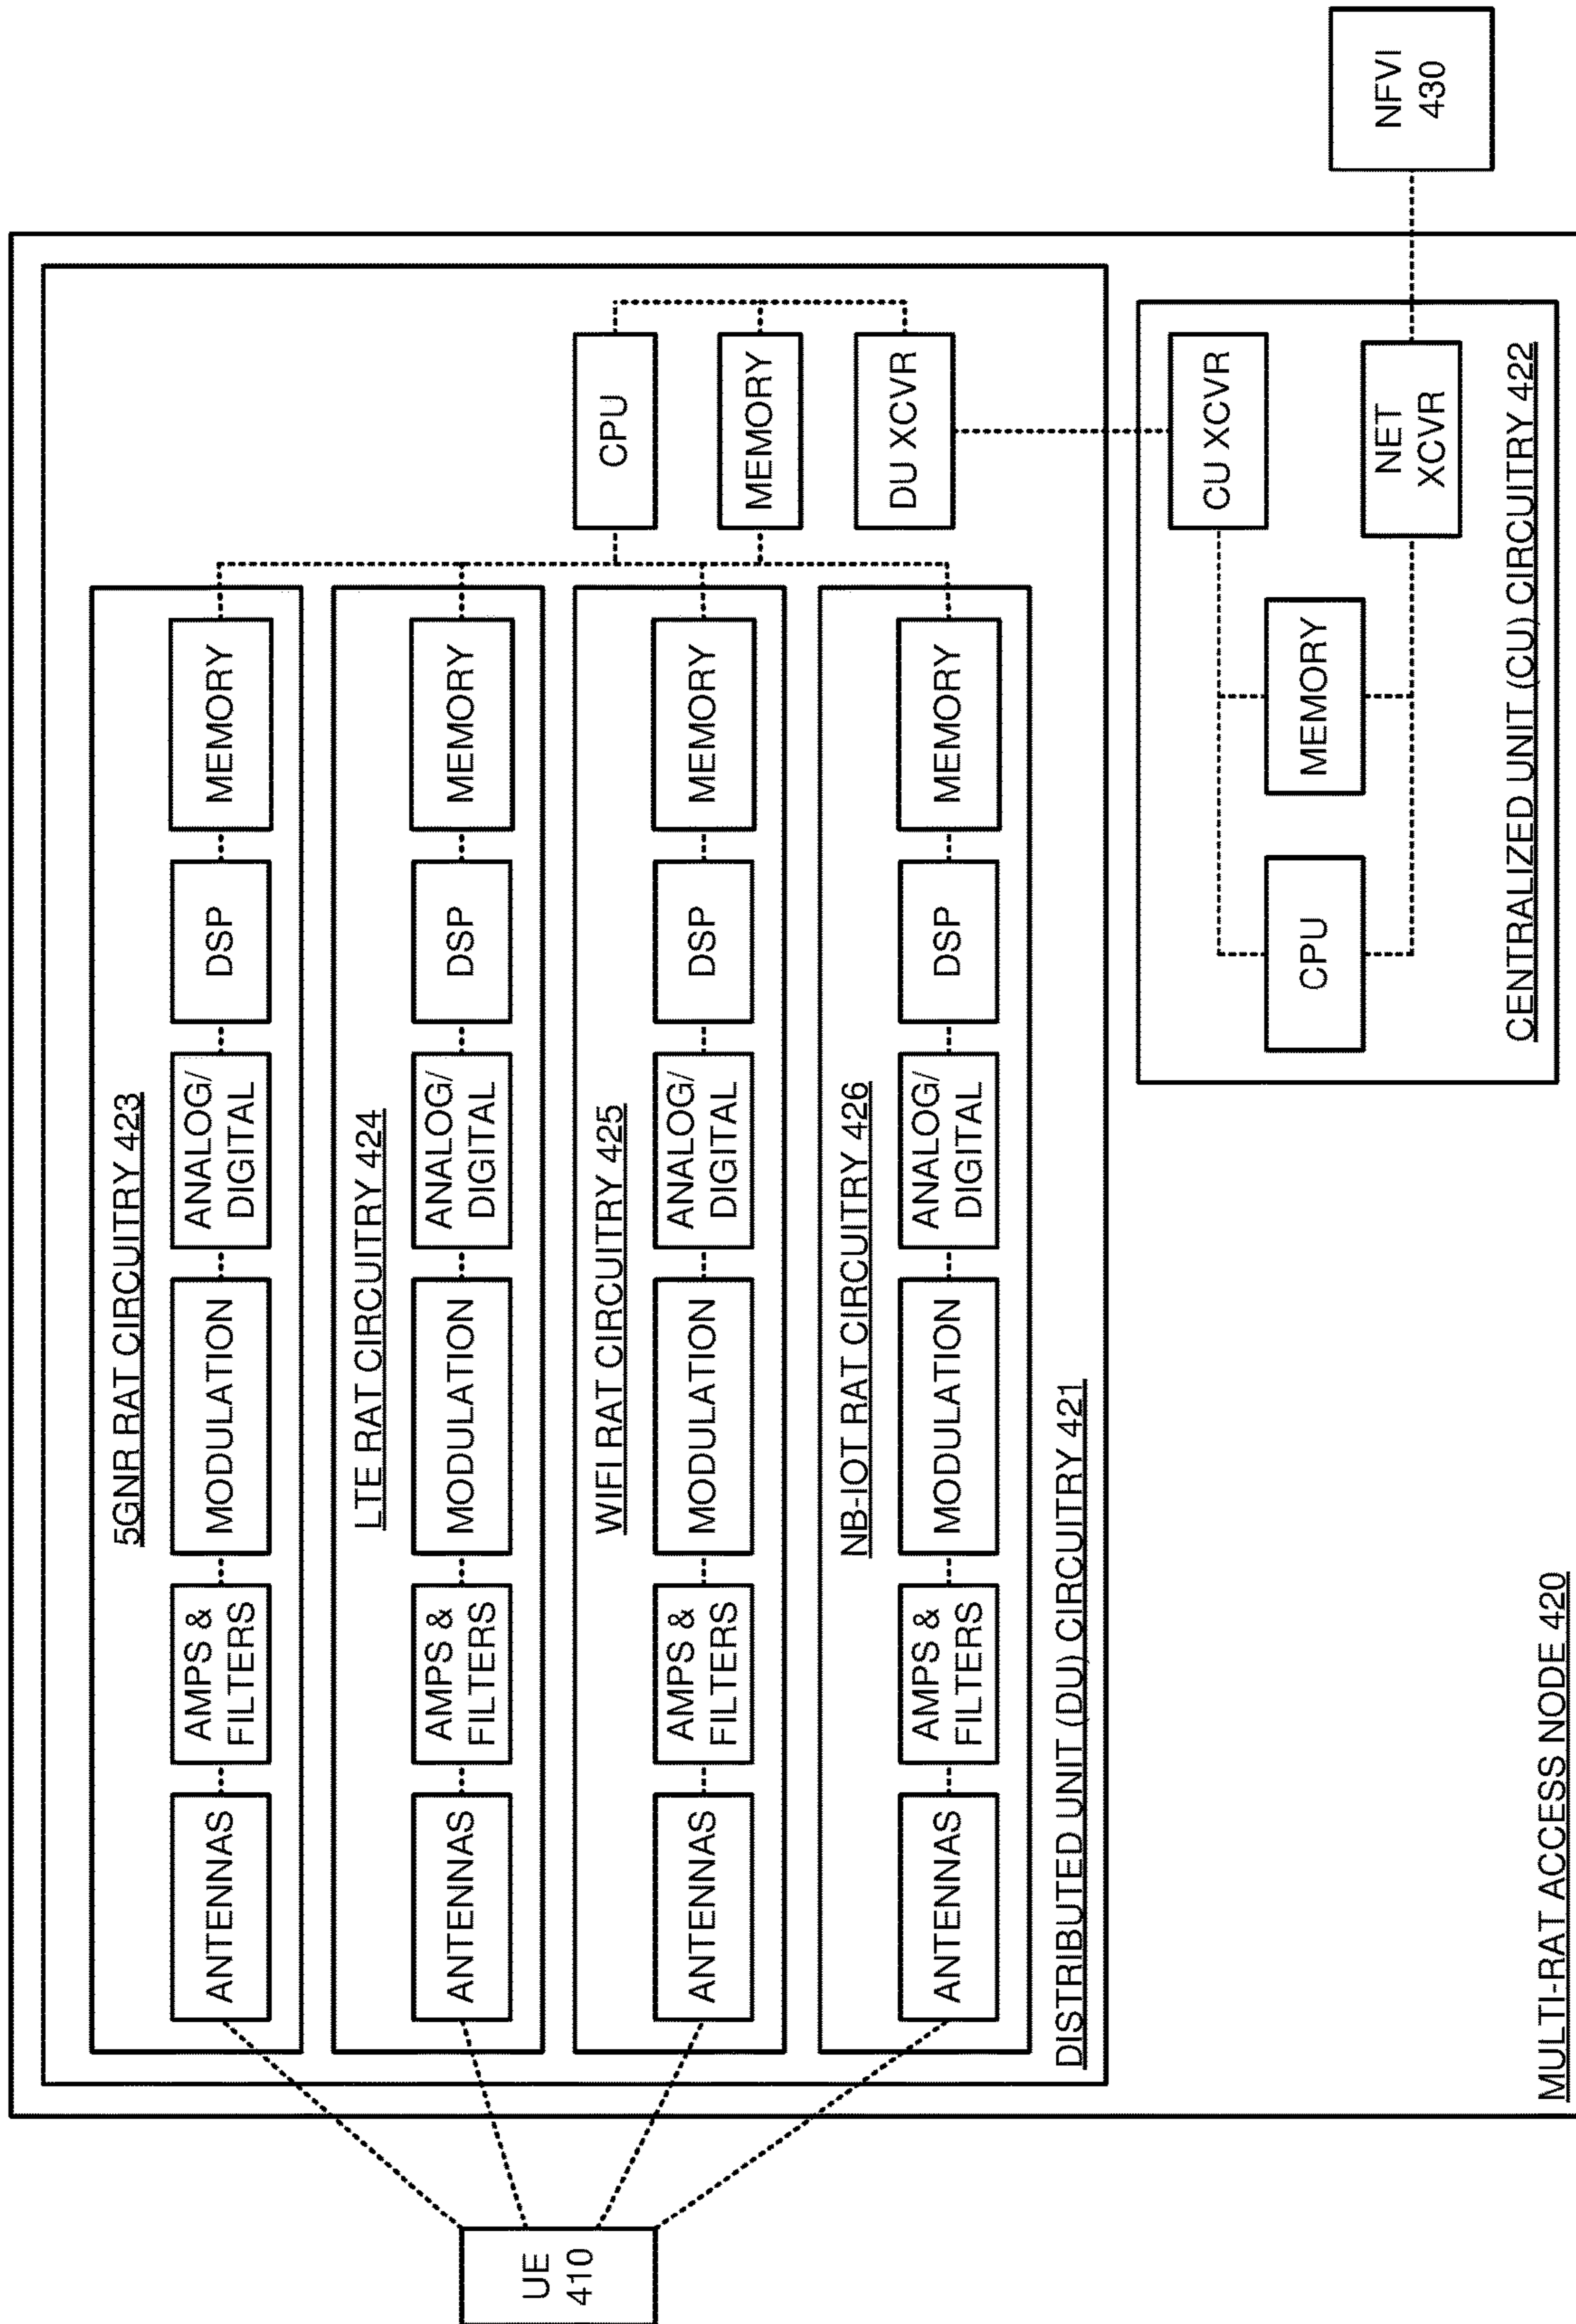 UE
410
5GNR RAT CIRCUITRY 423
ANTENNAS
AMPS &
FILTERS
MODULATION
ANALOG/
DIGITAL
DSP
MEMORY
LTE RAT CIRCUITRY 424
ANTENNAS
AMPS &
FILTERS
MODULATION
ANALOG/
DIGITAL
DSP
MEMORY
WIFI RAT CIRCUITRY 425
ANTENNAS
AMPS &
FILTERS
MODULATION
ANALOG/
DIGITAL
DSP
MEMORY
NB-IOT RAT CIRCUITRY 426
ANTENNAS
AMPS &
FILTERS
MODULATION
ANALOG/
DIGITAL
DSP
MEMORY
CPU
MEMORY
DU XCVR
DISTRIBUTED UNIT (DU) CIRCUITRY 421
CU XCVR
CPU
MEMORY
NET
XCVR
CENTRALIZED UNIT (CU) CIRCUITRY 422
MULTI-RAT ACCESS NODE 420
NFVI
430